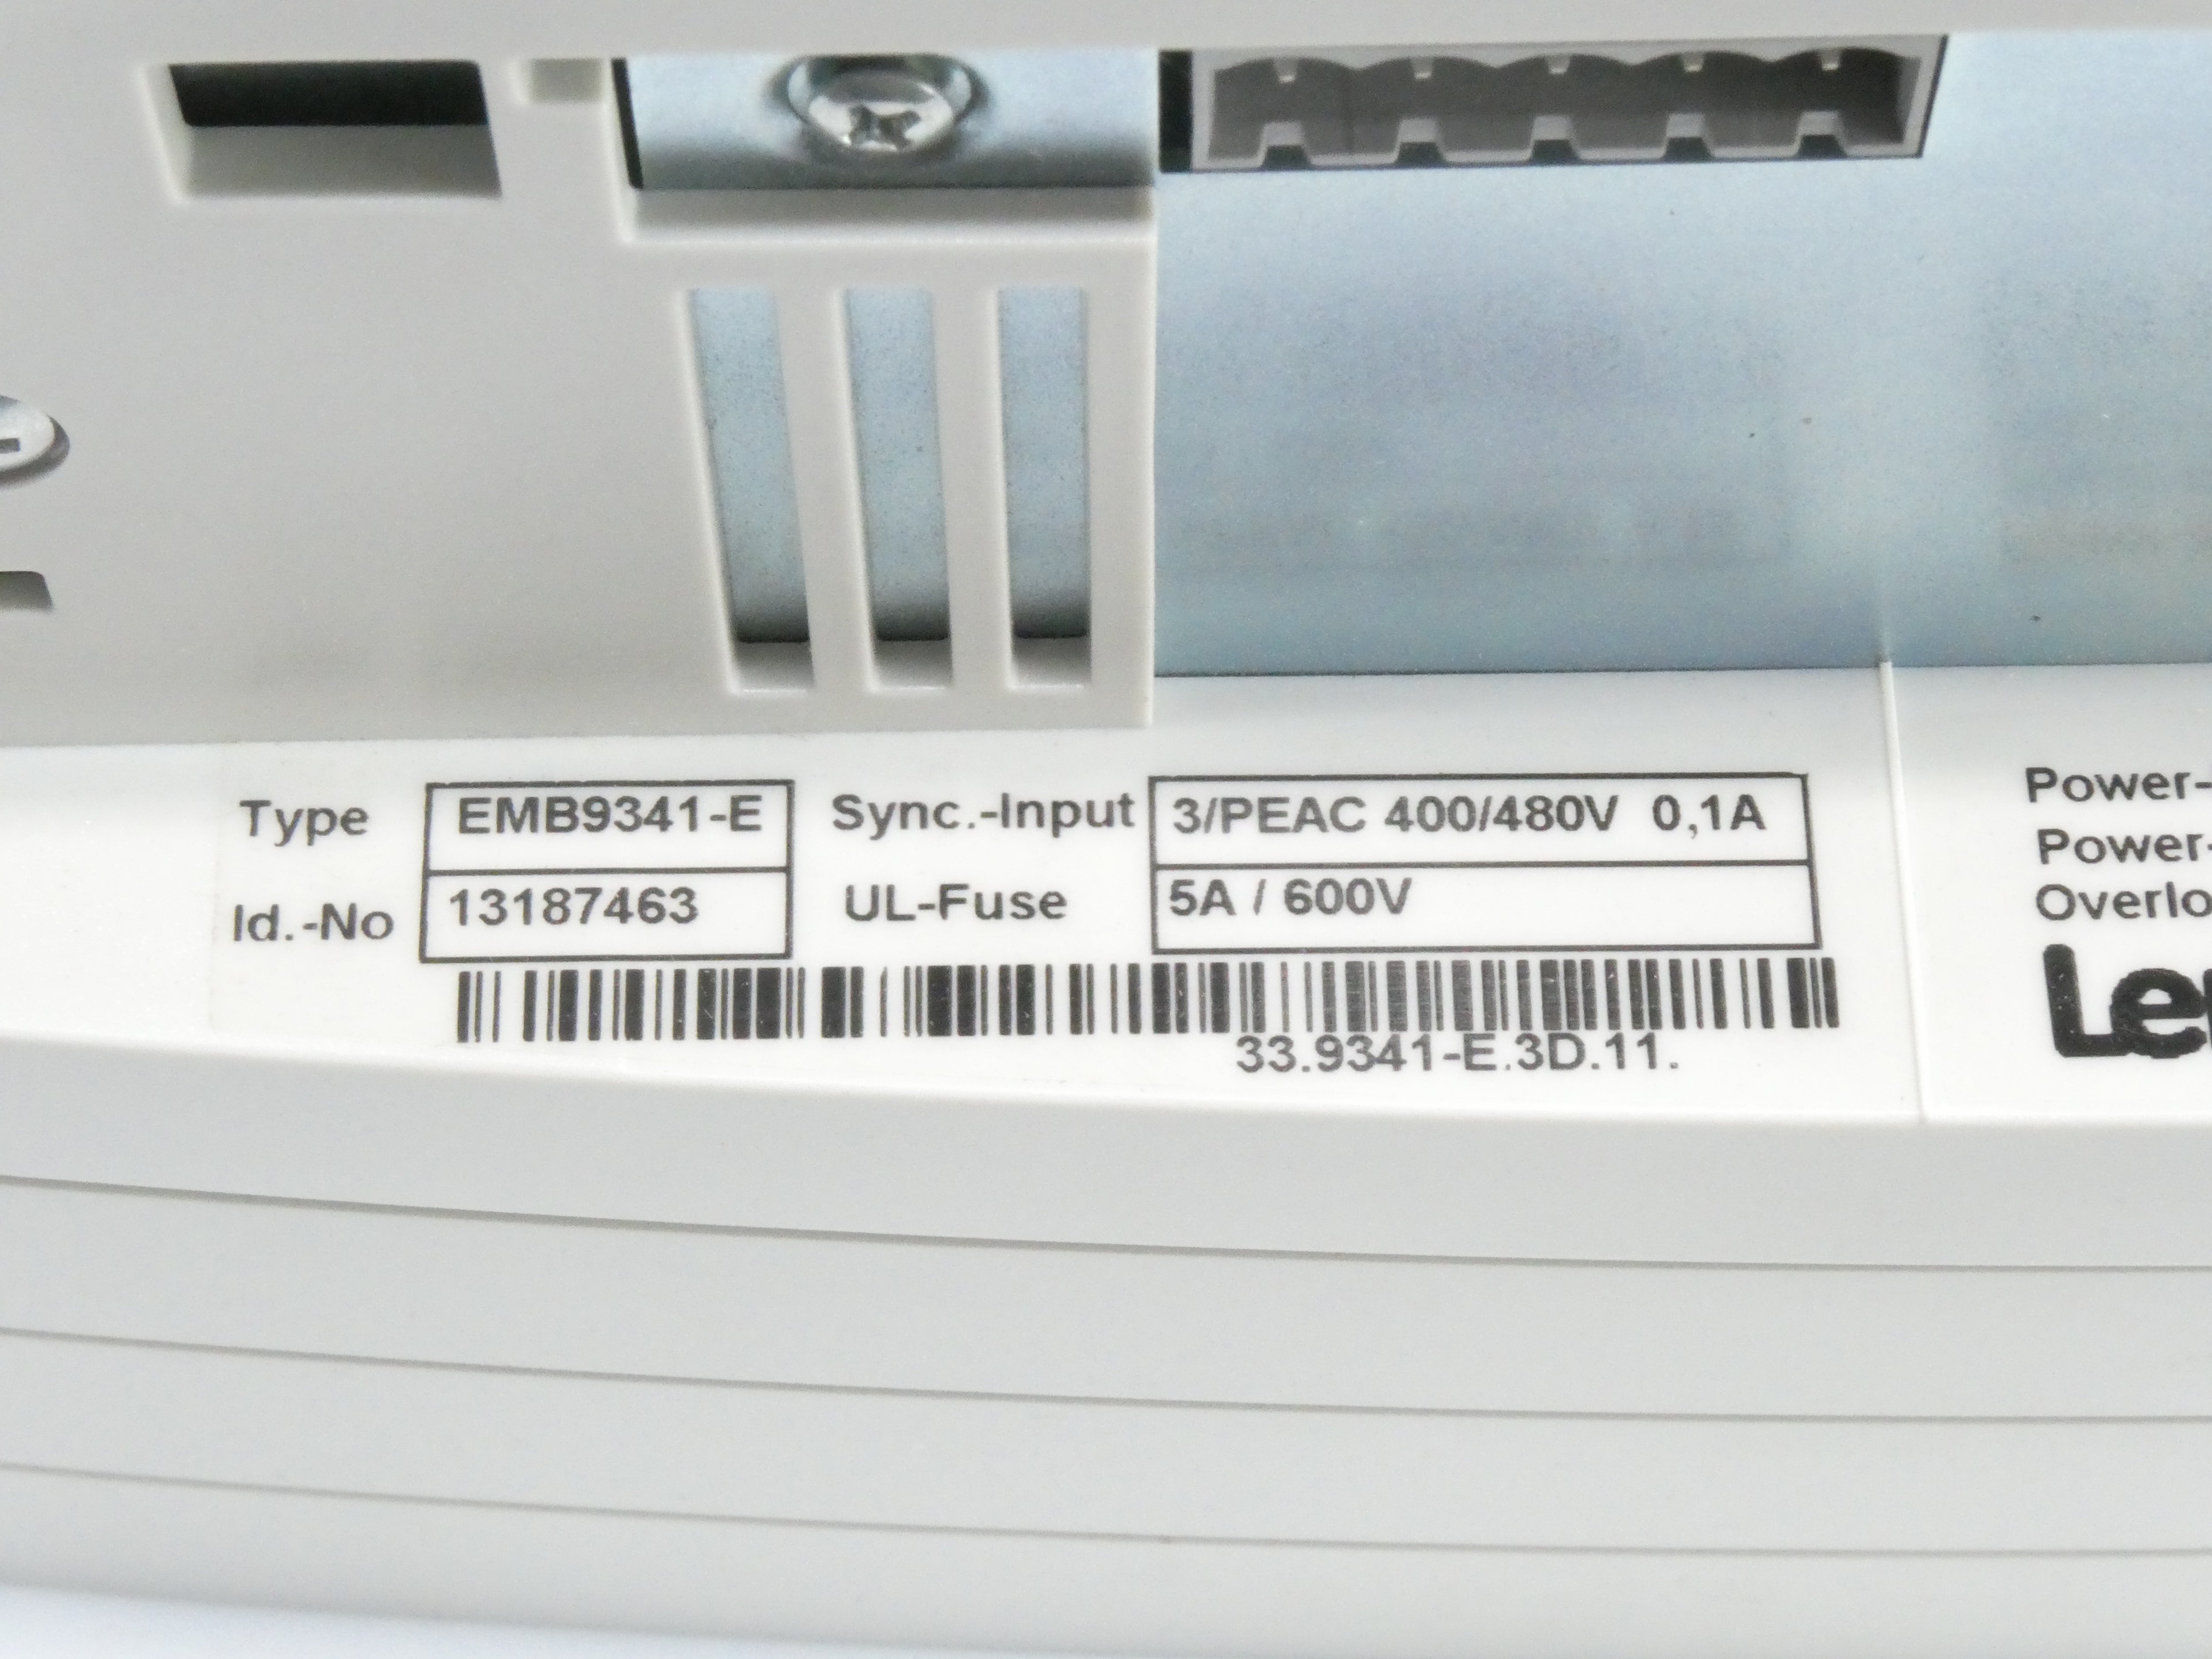 Type EMB9341-E Sync.-Input 3/PEAC 400/480V 0,1A
Id.-No 13187463 UL-Fuse 5A / 600V
33.9341-E.3D.11.
Power-
Power-
Overlo
Le